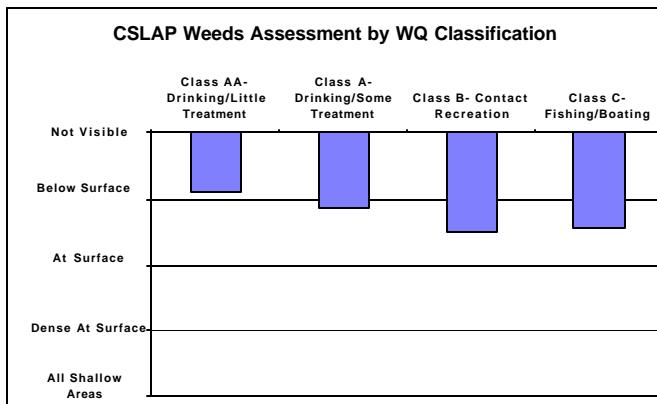 CSLAP Weeds Assessment by WQ Classification
Class AA-
Drinking/Little
Treatment
Class A-
Drinking/Some
Treatment
Class B- Contact
Recreation
Class C-
Fishing/Boating
Not Visible
Below Surface
At Surface
Dense At Surface
All Shallow
Areas